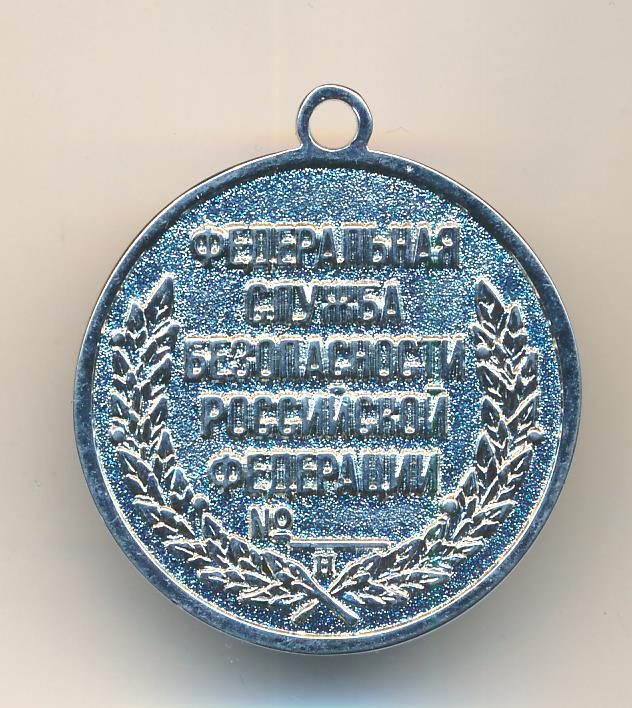 ФЕДЕРАЛЬНАЯ
СЛУЖБА
БЕЗОПАСНОСТИ
РОССИЙСКОЙ
ФЕДЕРАЦИИ
№
П